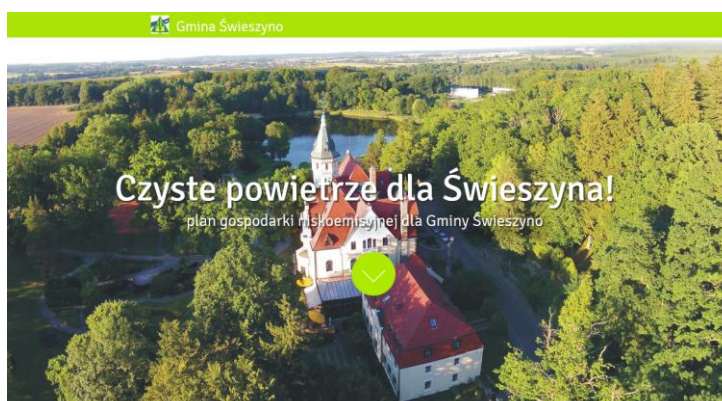 Gmina Świeszyno
Czyste powietrze dla Świeszyna!
plan gospodarki niskoemisyjnej dla Gminy Świeszyno